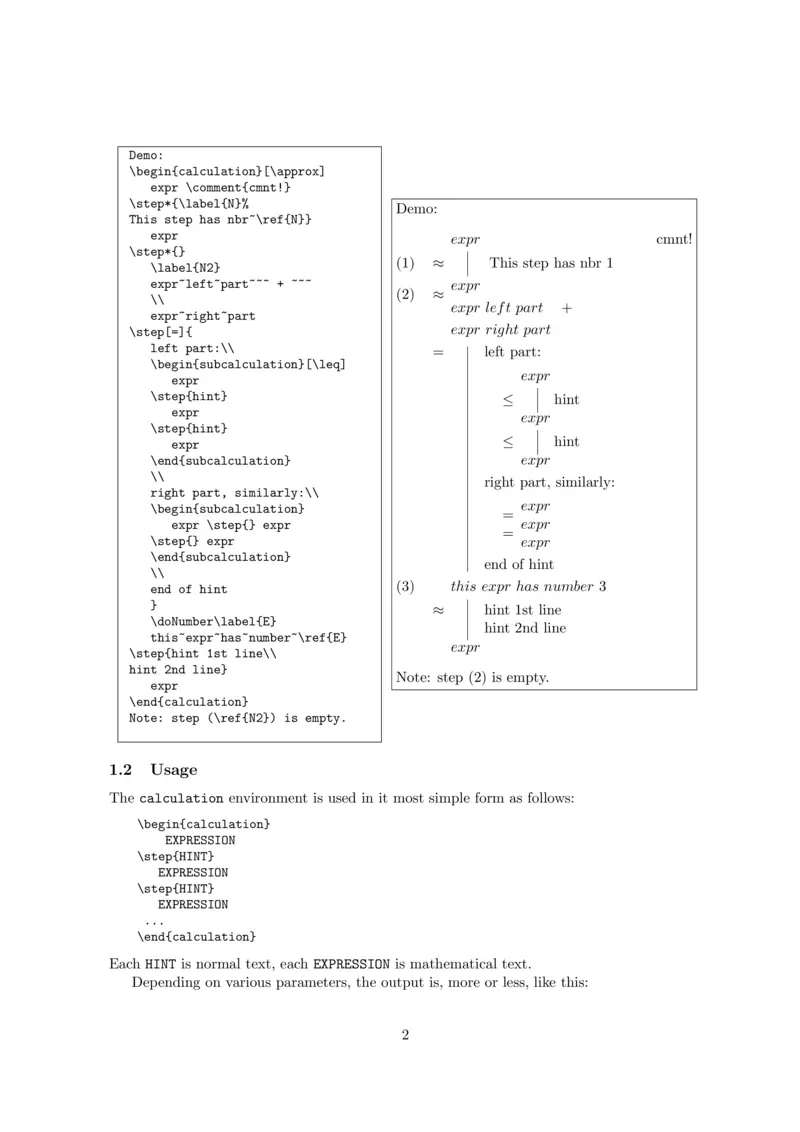 Demo:
\begin{calculation}[\approx]
   expr \comment{cmnt!}
\step*{\label{N}%
This step has nbr~\ref{N}}
   expr
\step*{}
   \label{N2}
   expr~left~part~~~ + ~~~
   \\
   expr~right~part
\step[=]{
   left part:\\
   \begin{subcalculation}[\leq]
      expr
   \step{hint}
      expr
   \step{hint}
      expr
   \end{subcalculation}
   \\
   right part, similarly:\\
   \begin{subcalculation}
      expr \step{} expr
   \step{} expr
   \end{subcalculation}
   \\
   end of hint
   }
   \doNumber\label{E}
   this~expr~has~number~\ref{E}
\step{hint 1st line\\
hint 2nd line}
   expr
\end{calculation}
Note: step (\ref{N2}) is empty.
Demo:
expr cmnt!
(1) ≈ This step has nbr 1
expr
(2) ≈
expr left part +
expr right part
= left part:
expr
≤ hint
expr
≤ hint
expr
right part, similarly:
expr
=
expr
=
expr
end of hint
(3) this expr has number 3
≈ hint 1st line
hint 2nd line
expr
Note: step (2) is empty.
1.2 Usage
The calculation environment is used in it most simple form as follows:
\begin{calculation}
    EXPRESSION
\step{HINT}
   EXPRESSION
\step{HINT}
   EXPRESSION
 ...
\end{calculation}
Each HINT is normal text, each EXPRESSION is mathematical text.
Depending on various parameters, the output is, more or less, like this:
2